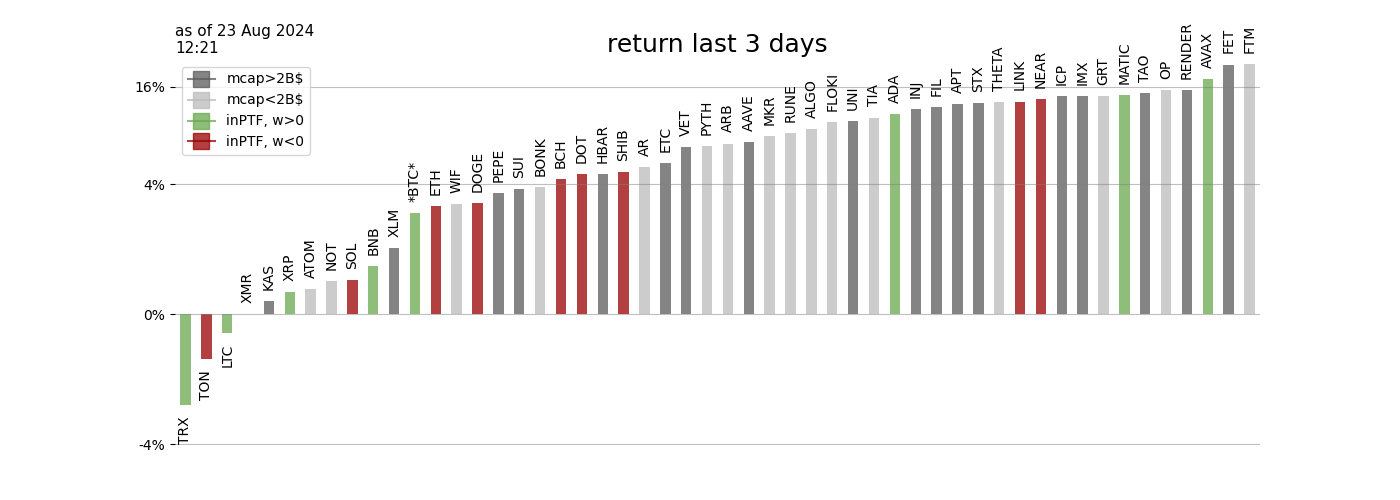 as of 23 Aug 2024
12:21
return last 3 days
mcap>2B$
mcap<2B$
inPTF, w>0
inPTF, w<0
16%
4%
0%
-4%
TRX
TON
LTC
XMR
KAS
XRP
ATOM
NOT
SOL
BNB
XLM
*BTC*
ETH
WIF
DOGE
PEPE
SUI
BONK
BCH
DOT
HBAR
SHIB
AR
ETC
VET
PYTH
ARB
AAVE
MKR
RUNE
ALGO
FLOKI
UNI
TIA
ADA
INJ
FIL
APT
STX
THETA
LINK
NEAR
ICP
IMX
GRT
MATIC
TAO
OP
RENDER
AVAX
FET
FTM